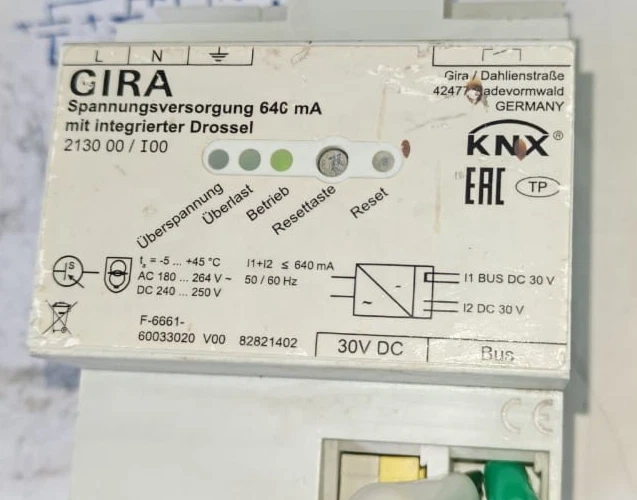 L N
GIRA
Spannungsversorgung 640 mA
mit integrierter Drossel
2130 00 / I00
Gira / Dahlienstraße
42477 Radevormwald
GERMANY
KNX®
EAC TP
Überspannung
Überlast
Betrieb
Resettaste
Reset
S
tₐ = -5 ... +45 °C
AC 180 ... 264 V ~
DC 240 ... 250 V
I1+I2 ≤ 640 mA
50 / 60 Hz
~ -
I1 BUS DC 30 V
I2 DC 30 V
F-6661-
60033020 V00 82821402
30V DC Bus
CE